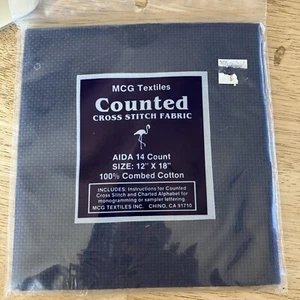 MCG Textiles
Counted
CROSS STITCH FABRIC
AIDA 14 Count
SIZE: 12" X 18"
100% Combed Cotton
INCLUDES: Instructions for Counted
Cross Stitch and Charted Alphabet for
monogramming or sampler lettering.
MCG TEXTILES INC. CHINO, CA 91710